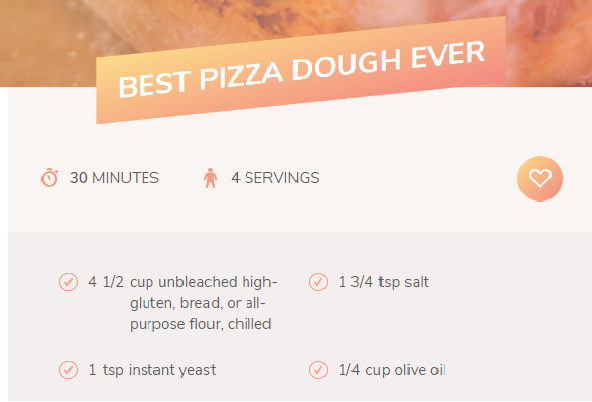 BEST PIZZA DOUGH EVER
30 MINUTES
4 SERVINGS
4 1/2 cup unbleached high-
gluten, bread, or all-
purpose flour, chilled
1 3/4 tsp salt
1 tsp instant yeast
1/4 cup olive oil